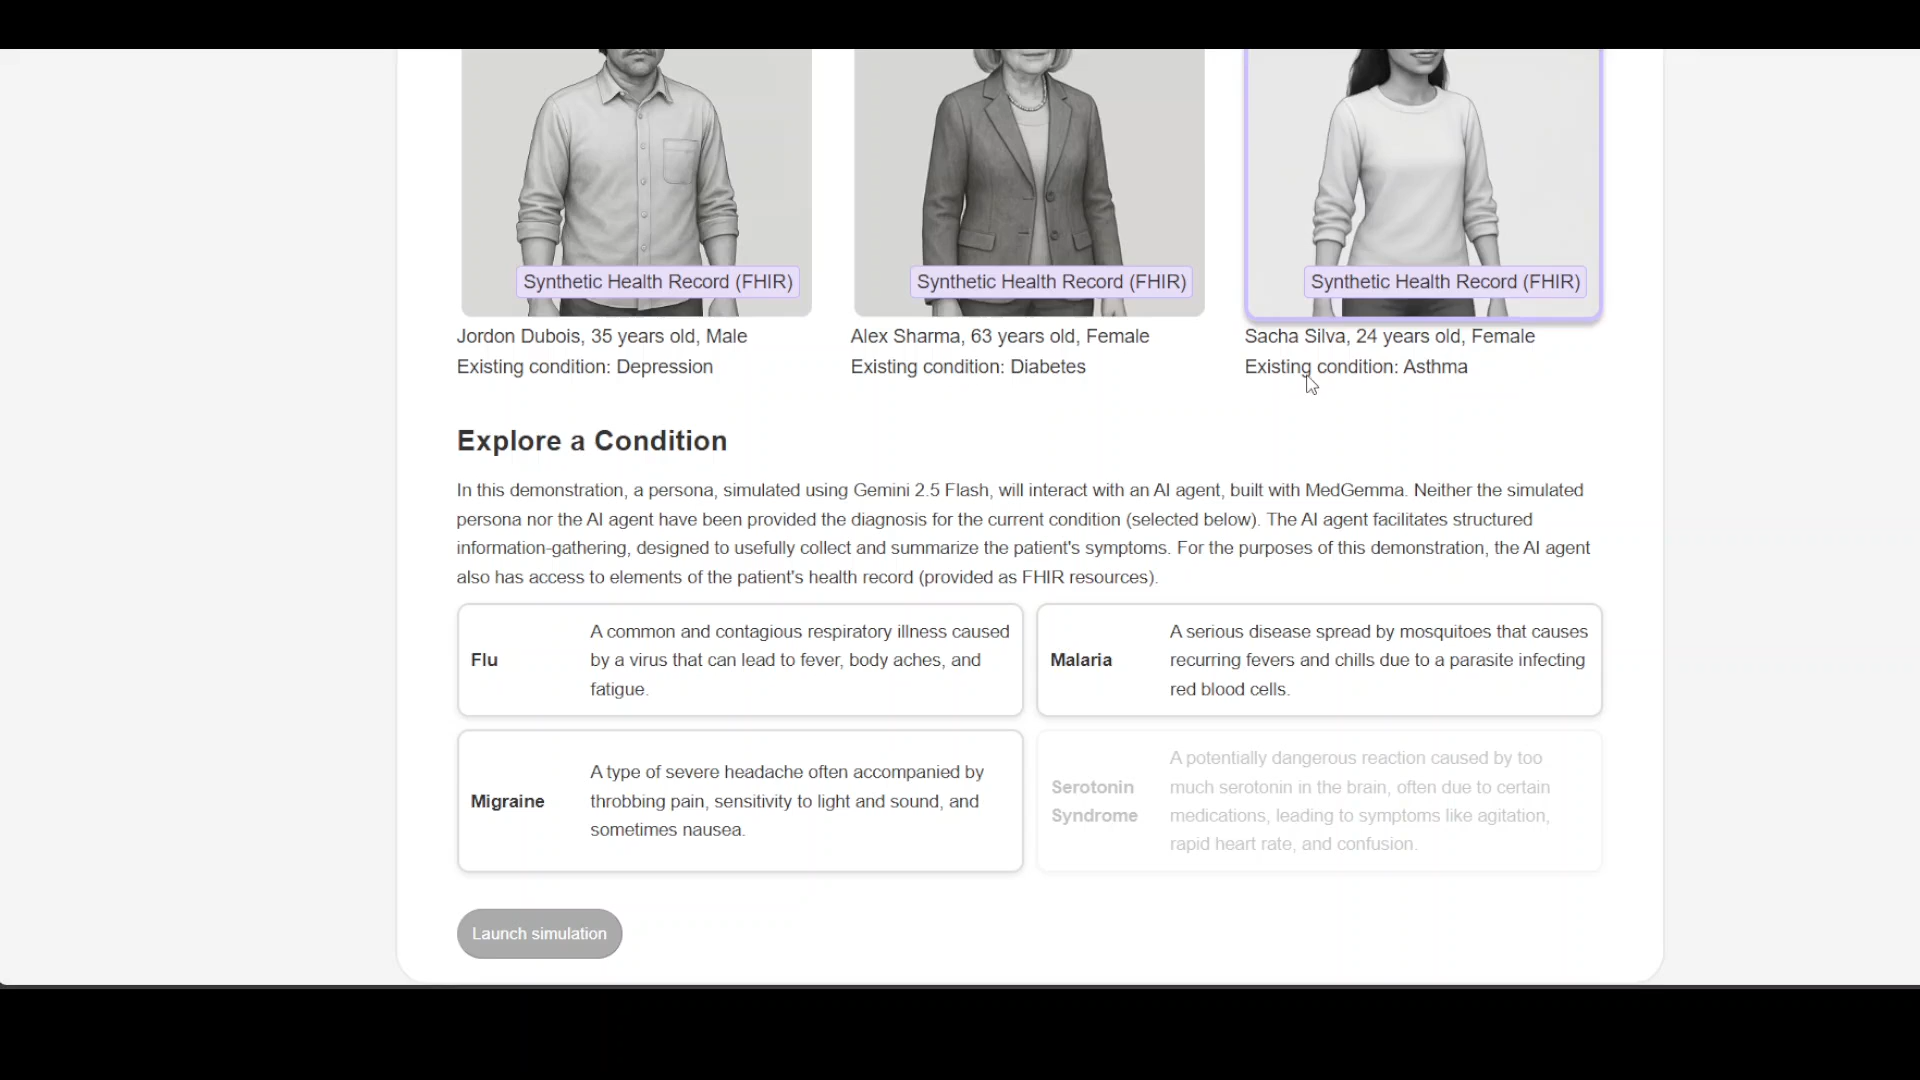 Synthetic Health Record (FHIR)
Synthetic Health Record (FHIR)
Synthetic Health Record (FHIR)
Jordon Dubois, 35 years old, Male
Existing condition: Depression
Alex Sharma, 63 years old, Female
Existing condition: Diabetes
Sacha Silva, 24 years old, Female
Existing condition: Asthma
Explore a Condition
In this demonstration, a persona, simulated using Gemini 2.5 Flash, will interact with an AI agent, built with MedGemma. Neither the simulated
persona nor the AI agent have been provided the diagnosis for the current condition (selected below). The AI agent facilitates structured
information-gathering, designed to usefully collect and summarize the patient's symptoms. For the purposes of this demonstration, the AI agent
also has access to elements of the patient's health record (provided as FHIR resources).
Flu
A common and contagious respiratory illness caused
by a virus that can lead to fever, body aches, and
fatigue.
Malaria
A serious disease spread by mosquitoes that causes
recurring fevers and chills due to a parasite infecting
red blood cells.
Migraine
A type of severe headache often accompanied by
throbbing pain, sensitivity to light and sound, and
sometimes nausea.
Serotonin
Syndrome
A potentially dangerous reaction caused by too
much serotonin in the brain, often due to certain
medications, leading to symptoms like agitation,
rapid heart rate, and confusion.
Launch simulation